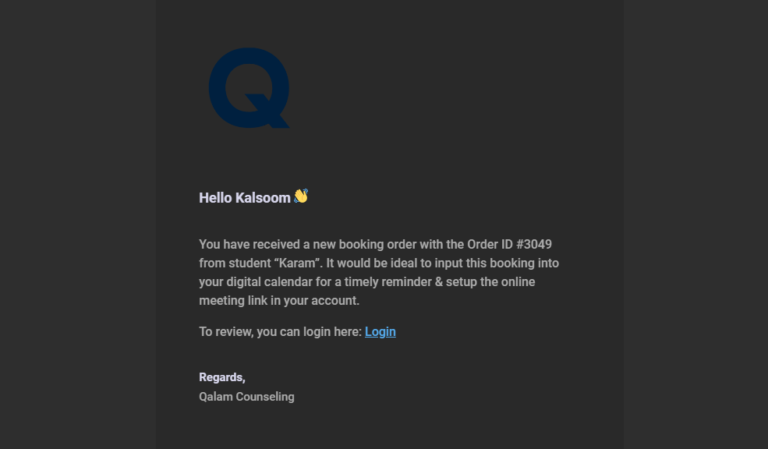 Q
Hello Kalsoom 👋
You have received a new booking order with the Order ID #3049
from student “Karam”. It would be ideal to input this booking into
your digital calendar for a timely reminder & setup the online
meeting link in your account.
To review, you can login here: Login
Regards,
Qalam Counseling